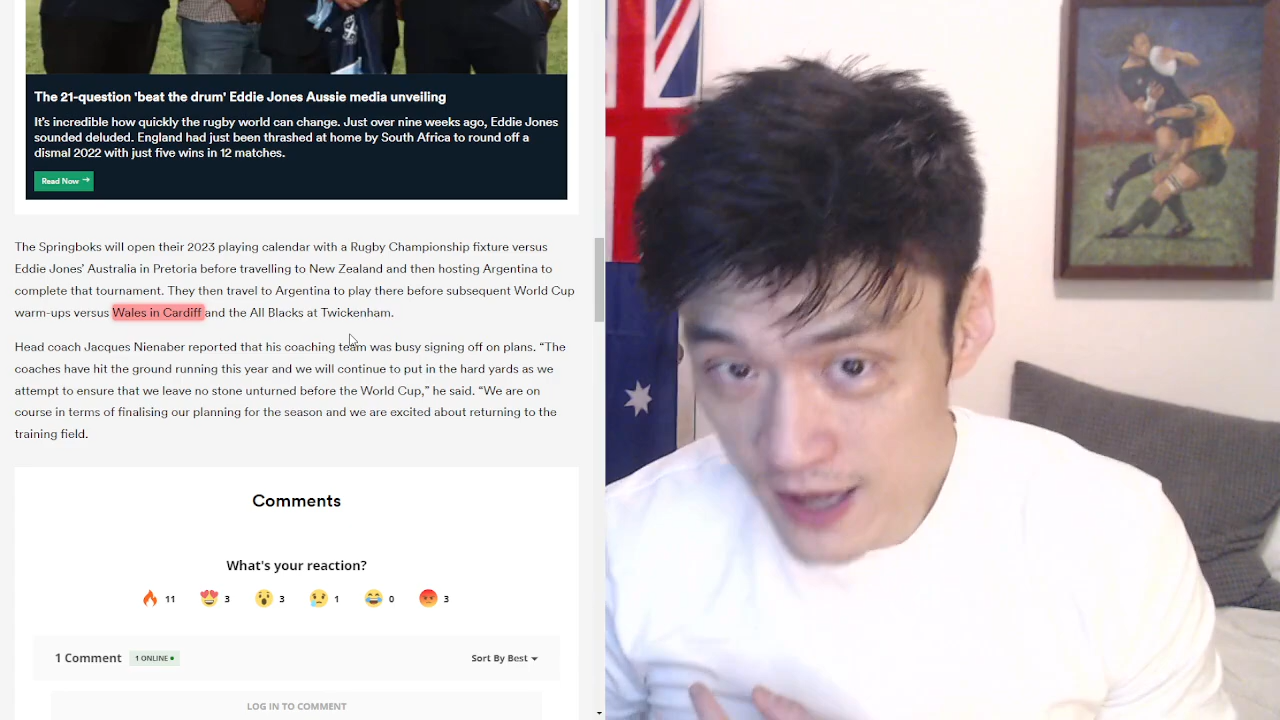 The 21-question 'beat the drum' Eddie Jones Aussie media unveiling
It's incredible how quickly the rugby world can change. Just over nine weeks ago, Eddie Jones
sounded deluded. England had just been thrashed at home by South Africa to round off a
dismal 2022 with just five wins in 12 matches.
Read Now →
The Springboks will open their 2023 playing calendar with a Rugby Championship fixture versus
Eddie Jones' Australia in Pretoria before travelling to New Zealand and then hosting Argentina to
complete that tournament. They then travel to Argentina to play there before subsequent World Cup
warm-ups versus Wales in Cardiff and the All Blacks at Twickenham.
Head coach Jacques Nienaber reported that his coaching team was busy signing off on plans. “The
coaches have hit the ground running this year and we will continue to put in the hard yards as we
attempt to ensure that we leave no stone unturned before the World Cup,” he said. “We are on
course in terms of finalising our planning for the season and we are excited about returning to the
training field.
Comments
What's your reaction?
11 3 3 1 0 3
1 Comment 1 ONLINE Sort By Best
LOG IN TO COMMENT